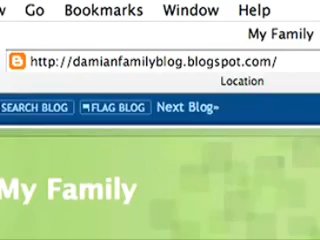 Go Bookmarks Window Help
My Family
http://damianfamilyblog.blogspot.com/
Location
SEARCH BLOG FLAG BLOG Next Blog»
My Family